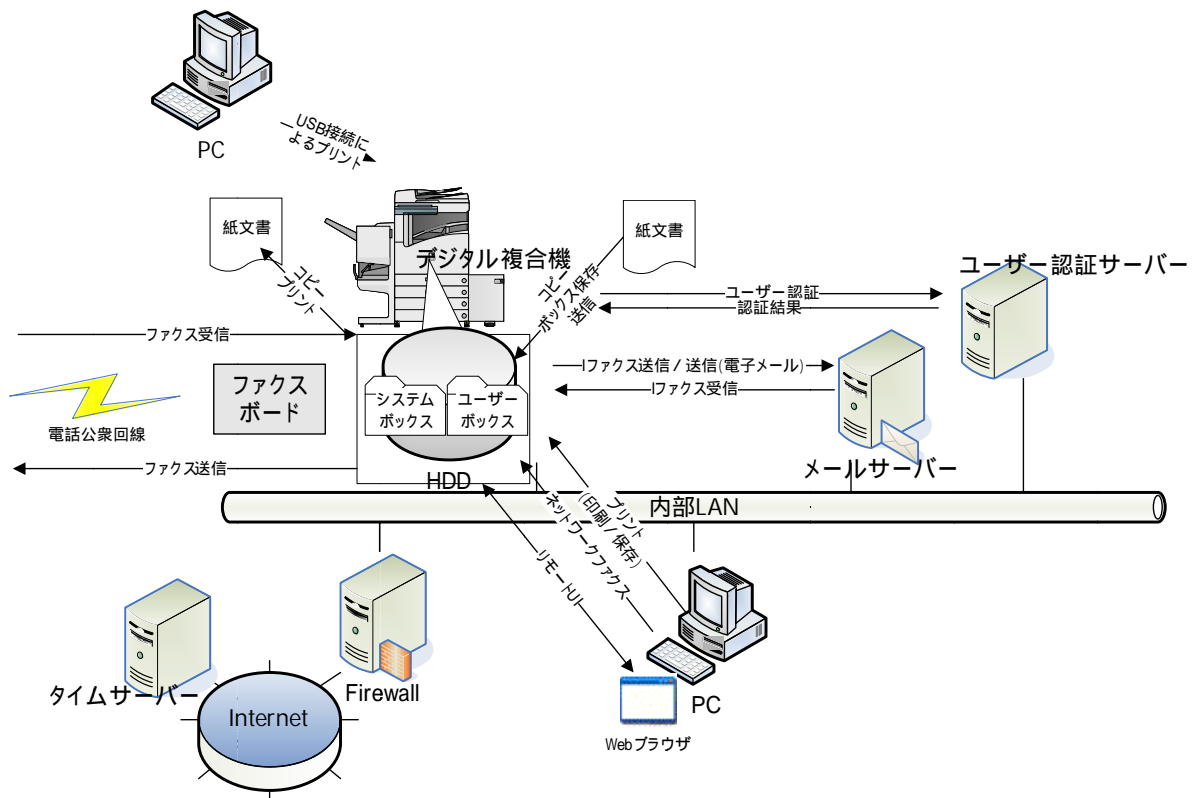 PC
USB接続に
よるプリント
紙文書
コピー
プリント
デジタル複合機
紙文書
コピー
ボックス保存
送信
ユーザー認証サーバー
ユーザー認証
認証結果
ファクス受信
Iファクス送信 / 送信(電子メール)
Iファクス受信
ファクス
ボード
システム
ボックス
ユーザー
ボックス
電話公衆回線
ファクス送信
HDD
メールサーバー
内部LAN
プリント
(印刷 / 保存)
ネットワークファクス
リモートUI
タイムサーバー
Firewall
Internet
PC
Webブラウザ